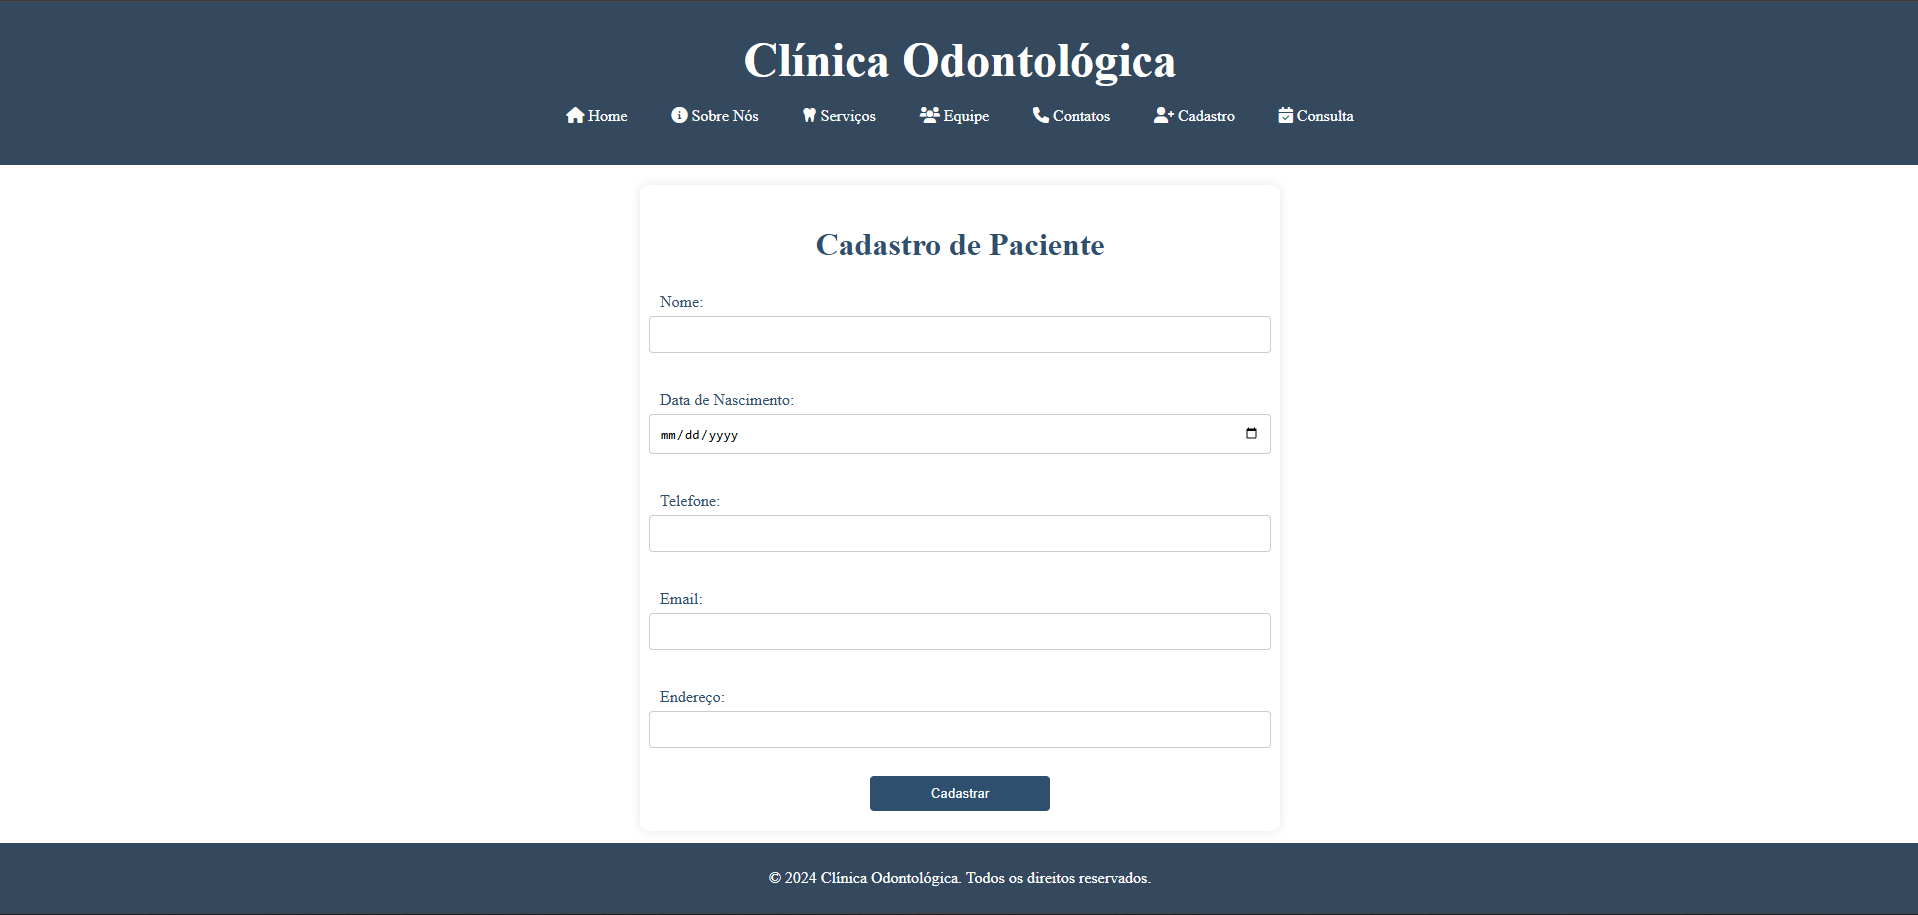 Clínica Odontológica
Home Sobre Nós Serviços Equipe Contatos Cadastro Consulta
Cadastro de Paciente
Nome:
Data de Nascimento:
mm/dd/yyyy
Telefone:
Email:
Endereço:
Cadastrar
© 2024 Clínica Odontológica. Todos os direitos reservados.